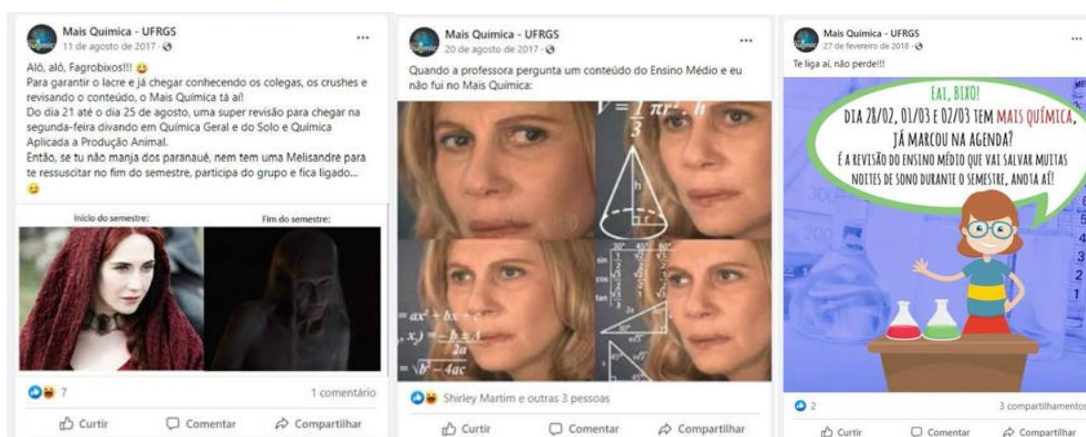 Mais Química - UFRGS
11 de agosto de 2017 ·
Alô, alô, Fagrobixos!!! 😃
Para garantir o lacre e já chegar conhecendo os colegas, os crushes e
revisando o conteúdo, o Mais Química tá aí!
Do dia 21 até o dia 25 de agosto, uma super revisão para chegar na
segunda-feira divando em Química Geral e do Solo e Química
Aplicada a Produção Animal.
Então, se tu não manja dos paranauê, nem tem uma Melisandre para
te ressuscitar no fim do semestre, participa do grupo e fica ligado...
😉
Início do semestre:
Fim do semestre:
7
1 comentário
Curtir
Comentar
Compartilhar
Mais Química - UFRGS
20 de agosto de 2017 ·
Quando a professora pergunta um conteúdo do Ensino Médio e eu
não fui no Mais Química:
Shirley Martim e outras 3 pessoas
Curtir
Comentar
Compartilhar
Mais Química - UFRGS
27 de fevereiro de 2018 ·
Te liga aí, não perde!!!
EAI, BIXO!
DIA 28/02, 01/03 E 02/03 TEM MAIS QUÍMICA,
JÁ MARCOU NA AGENDA?
É A REVISÃO DO ENSINO MÉDIO QUE VAI SALVAR MUITAS
NOITES DE SONO DURANTE O SEMESTRE, ANOTA AÍ!
2
3 compartilhamentos
Curtir
Comentar
Compartilhar